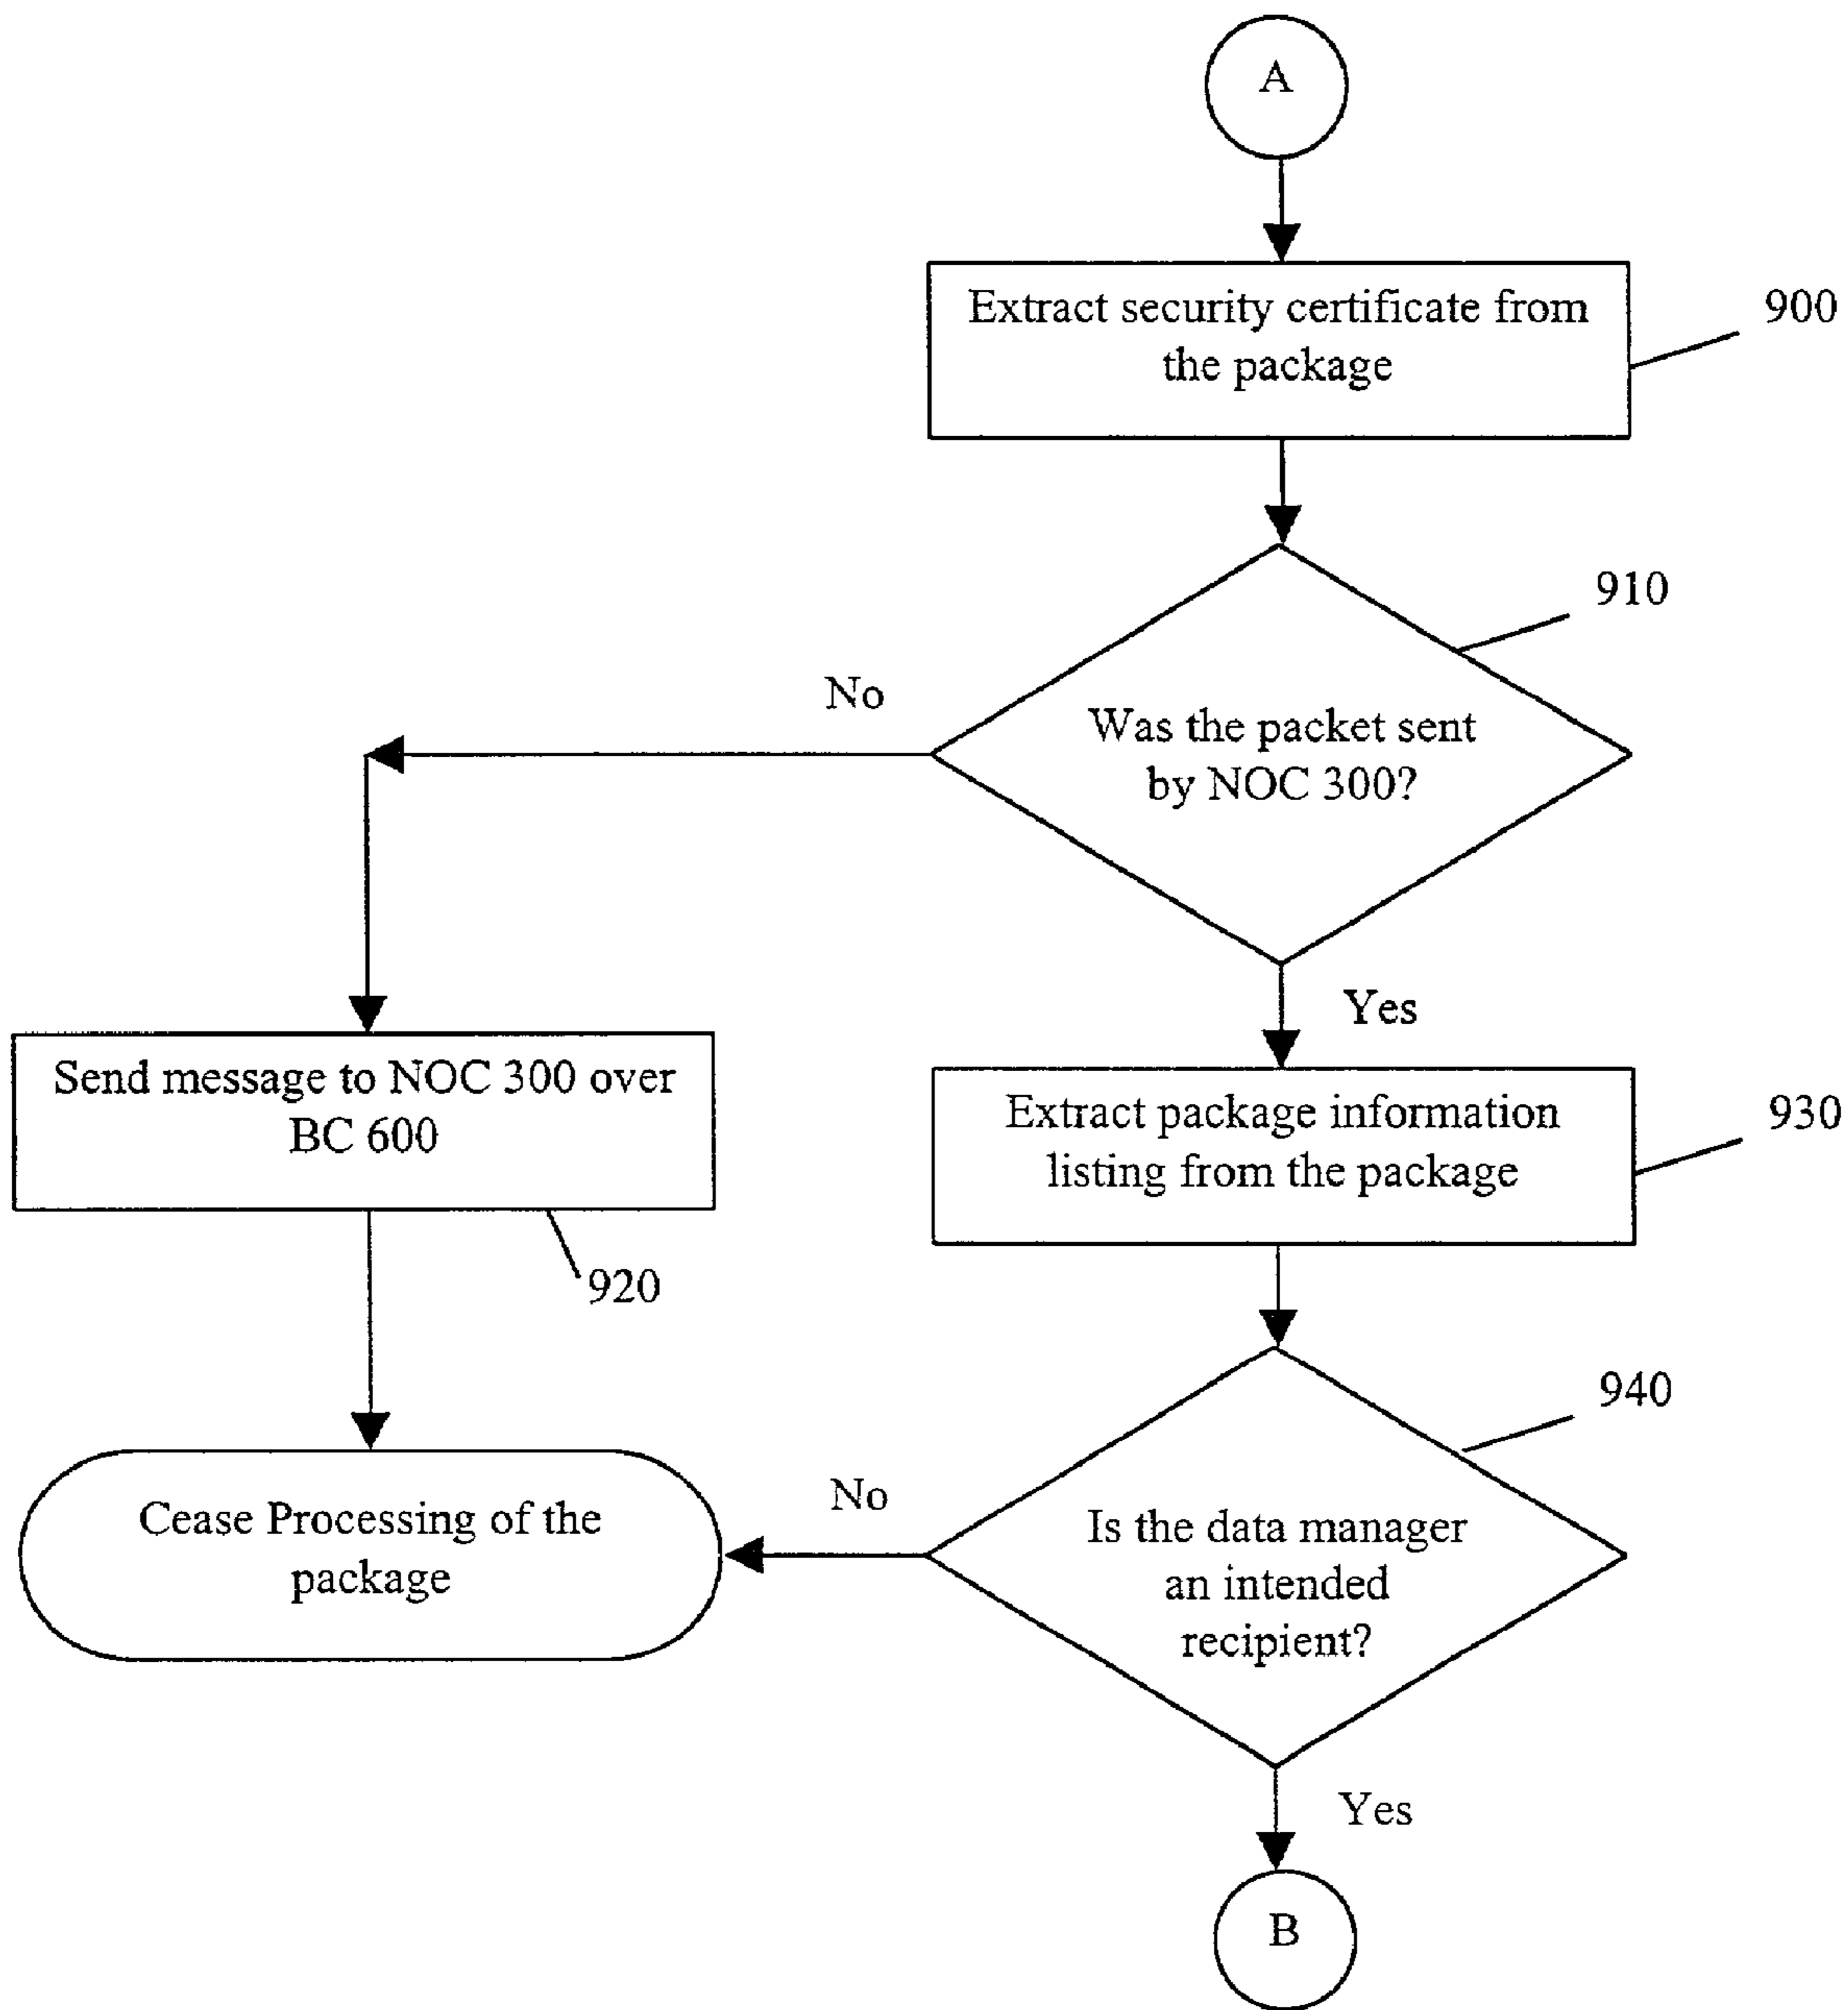 A
Extract security certificate from
the package
900
910
No
Was the packet sent
by NOC 300?
Yes
Send message to NOC 300 over
BC 600
920
Extract package information
listing from the package
930
940
No
Cease Processing of the
package
Is the data manager
an intended
recipient?
Yes
B